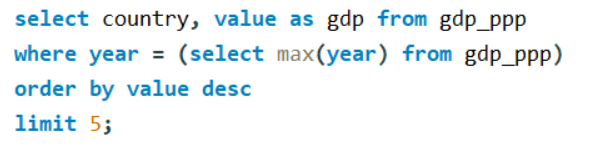 select country, value as gdp from gdp_ppp
where year = (select max(year) from gdp_ppp)
order by value desc
limit 5;